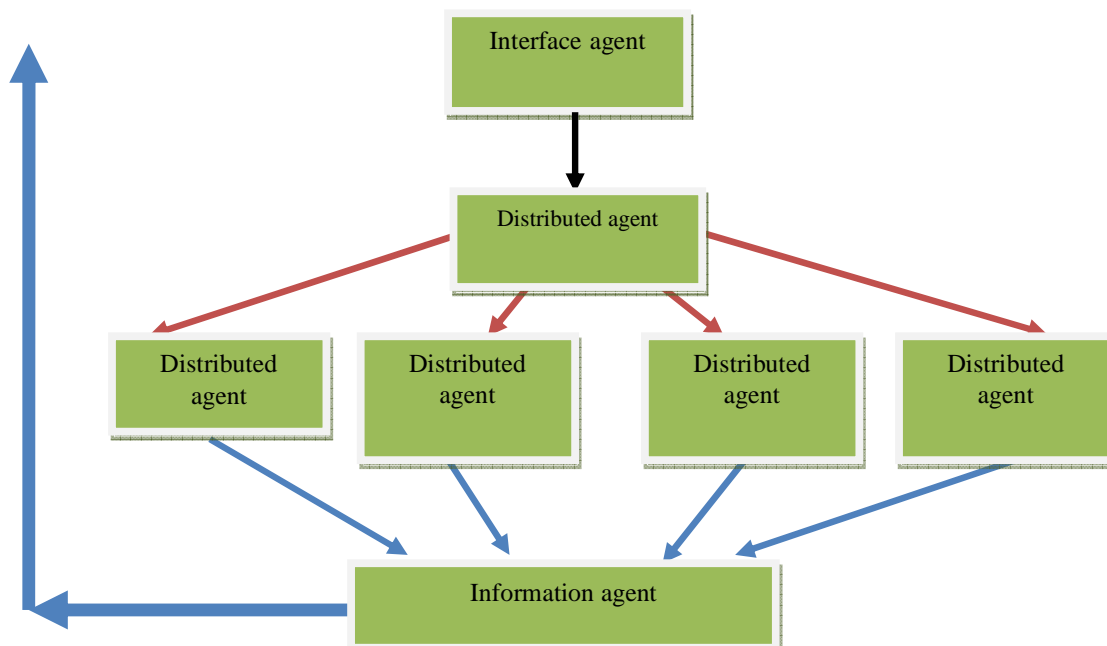 Interface agent
Distributed agent
Distributed
agent
Distributed
agent
Distributed
agent
Distributed
agent
Information agent